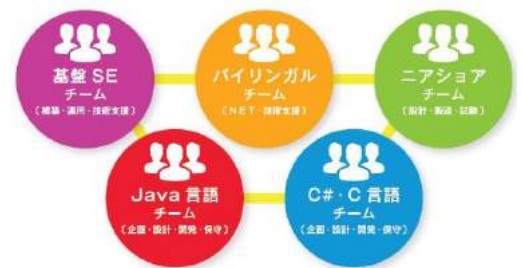 基盤 SE
チーム
(構築・運用・技術支援)
バイリンガル
チーム
(NET・技術支援)
ニアショア
チーム
(設計・製造・試験)
Java 言語
チーム
(企画・設計・開発・保守)
C#・C 言語
チーム
(企画・設計・開発・保守)